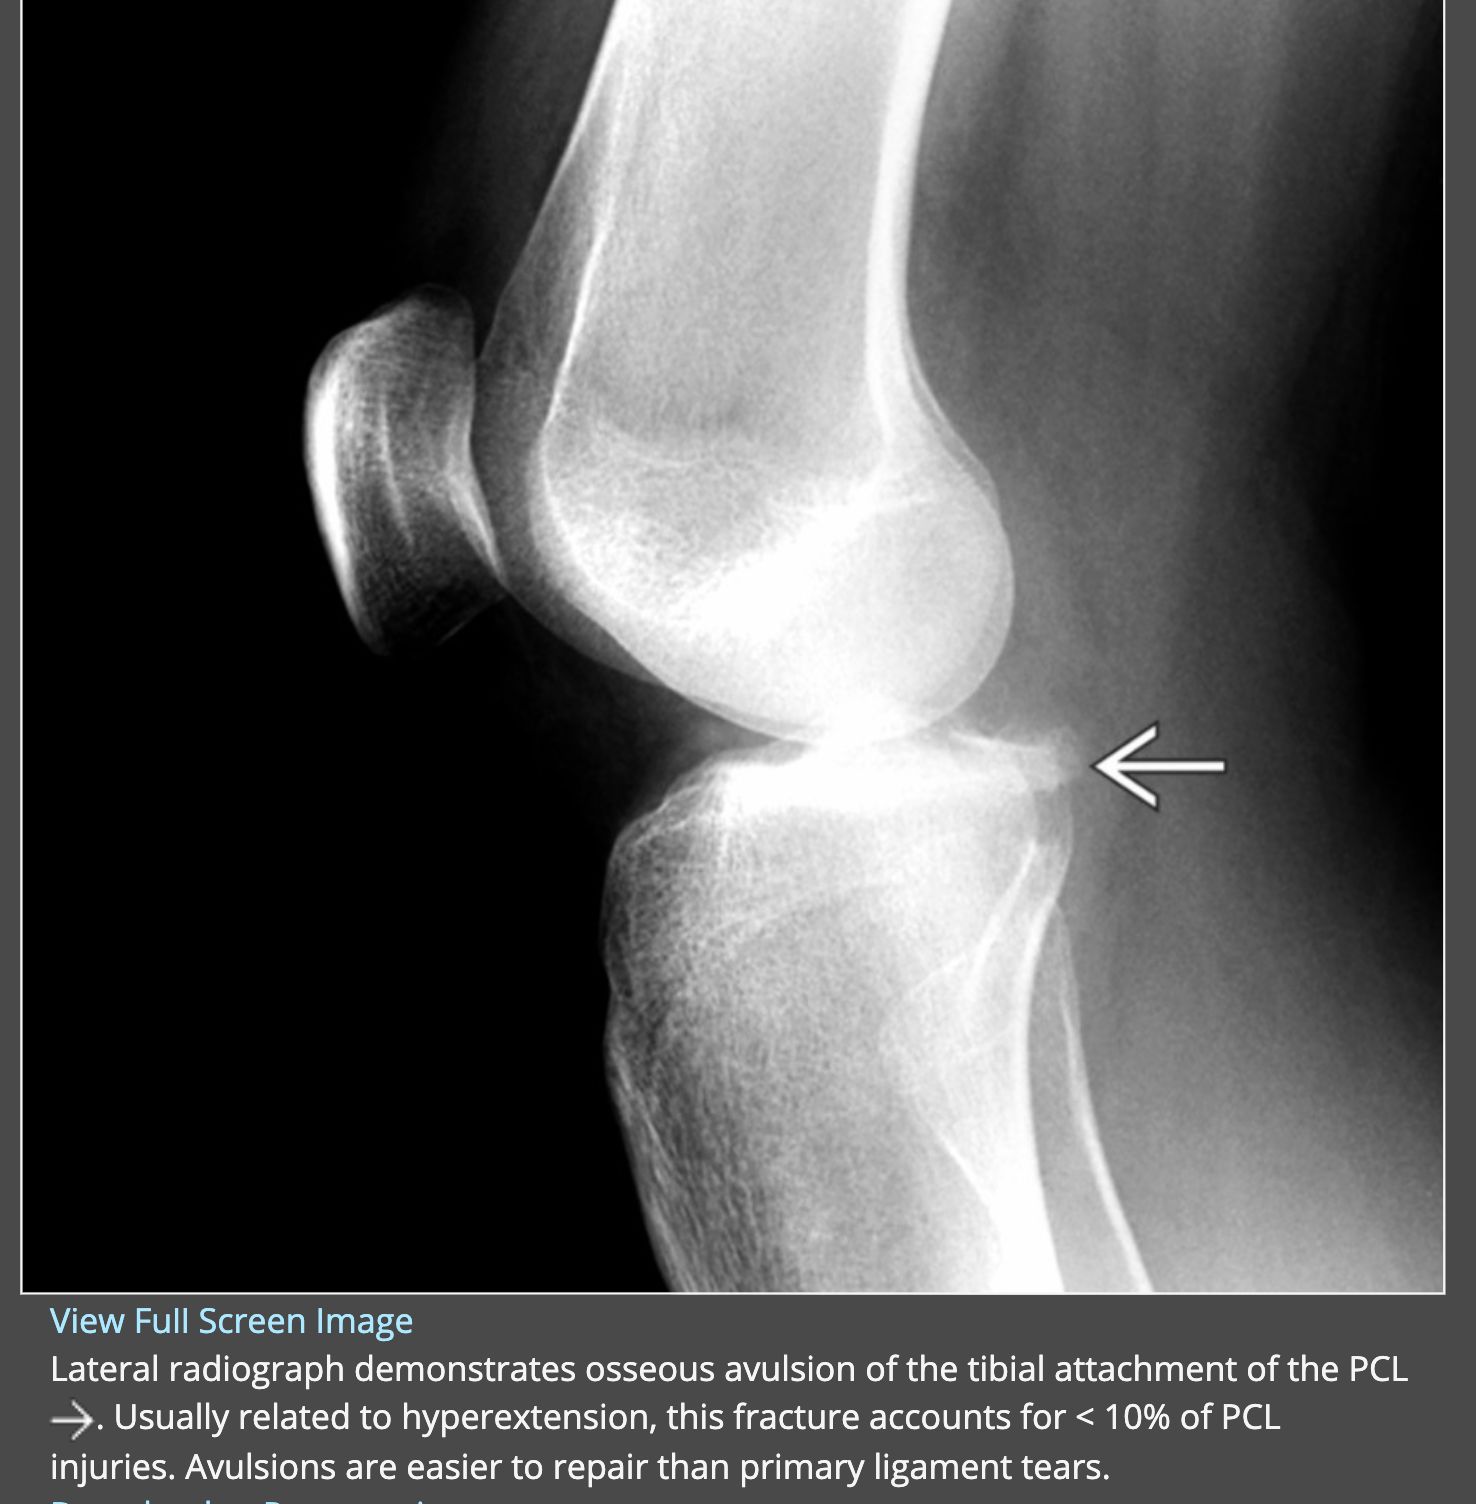 View Full Screen Image
Lateral radiograph demonstrates osseous avulsion of the tibial attachment of the PCL
→. Usually related to hyperextension, this fracture accounts for < 10% of PCL
injuries. Avulsions are easier to repair than primary ligament tears.